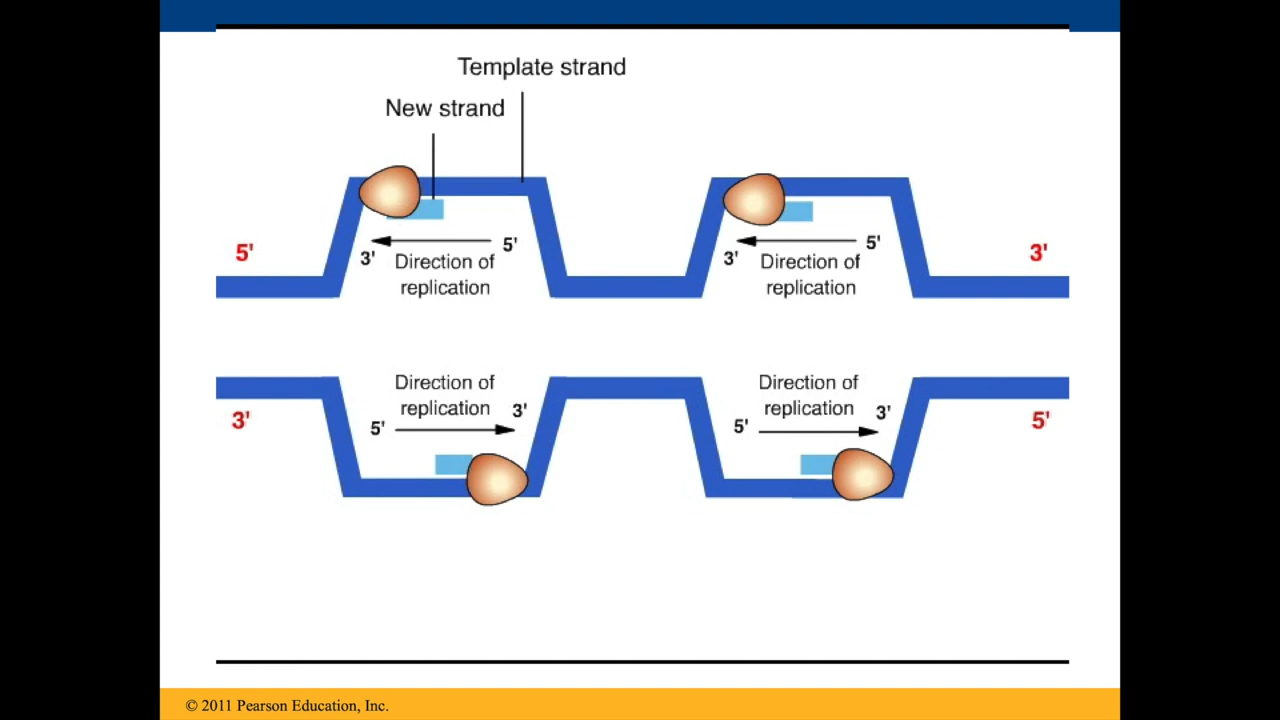 Template strand
New strand
5'
3'
5'
Direction of
replication
3'
5'
Direction of
replication
3'
3'
Direction of
replication
5'
3'
Direction of
replication
5'
3'
5'
© 2011 Pearson Education, Inc.